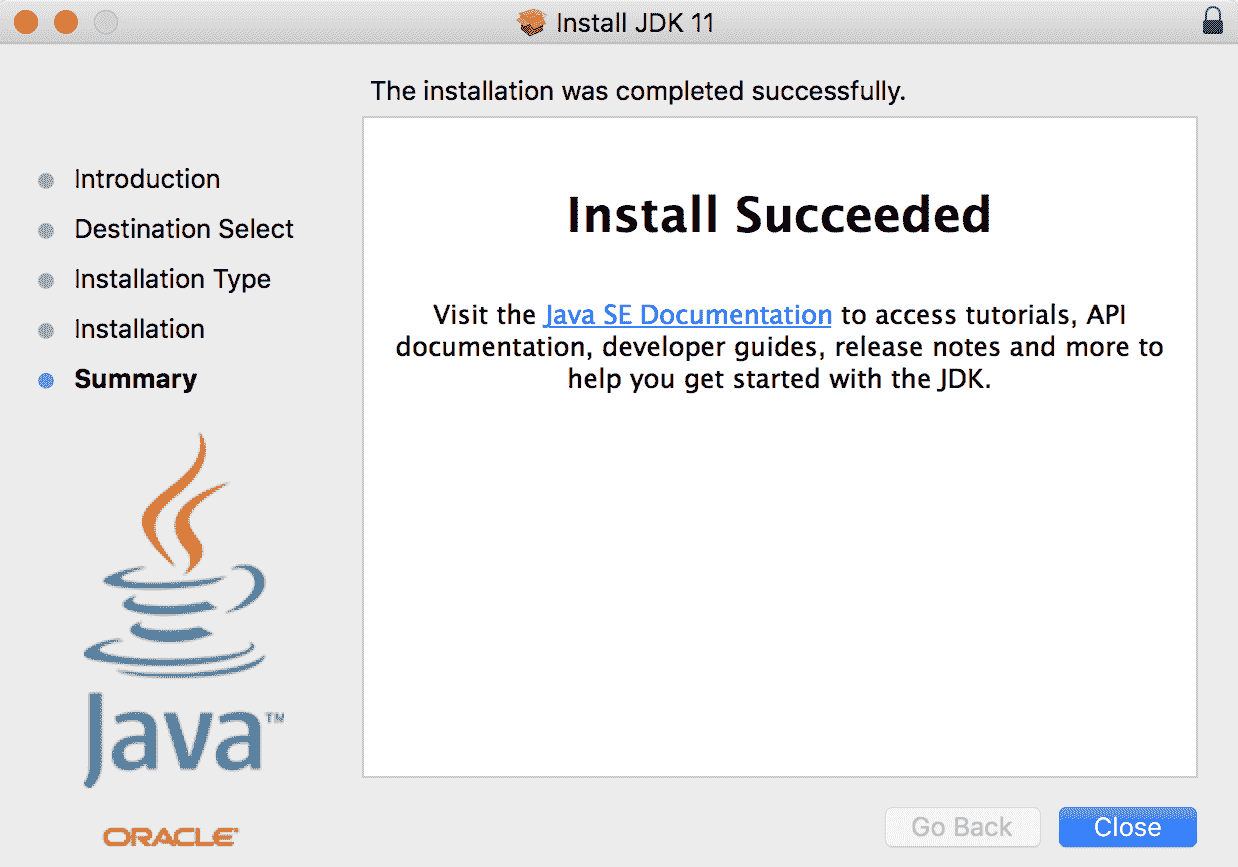 Install JDK 11
The installation was completed successfully.
Introduction
Destination Select
Installation Type
Installation
Summary
Install Succeeded
Visit the Java SE Documentation to access tutorials, API
documentation, developer guides, release notes and more to
help you get started with the JDK.
Java™
ORACLE®
Go Back
Close